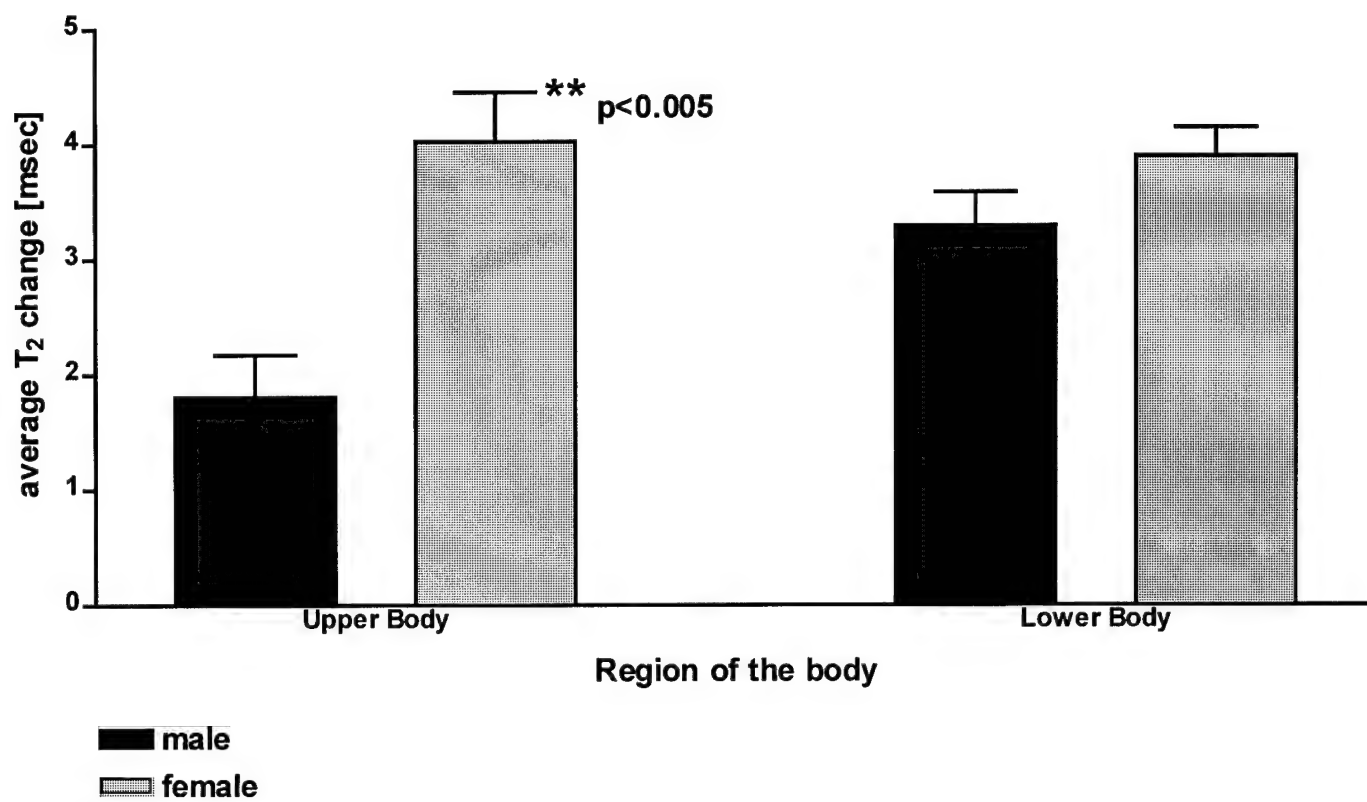 5
** p<0.005
4
3
2
1
0
average T₂ change [msec]
Upper Body
Lower Body
Region of the body
male
female